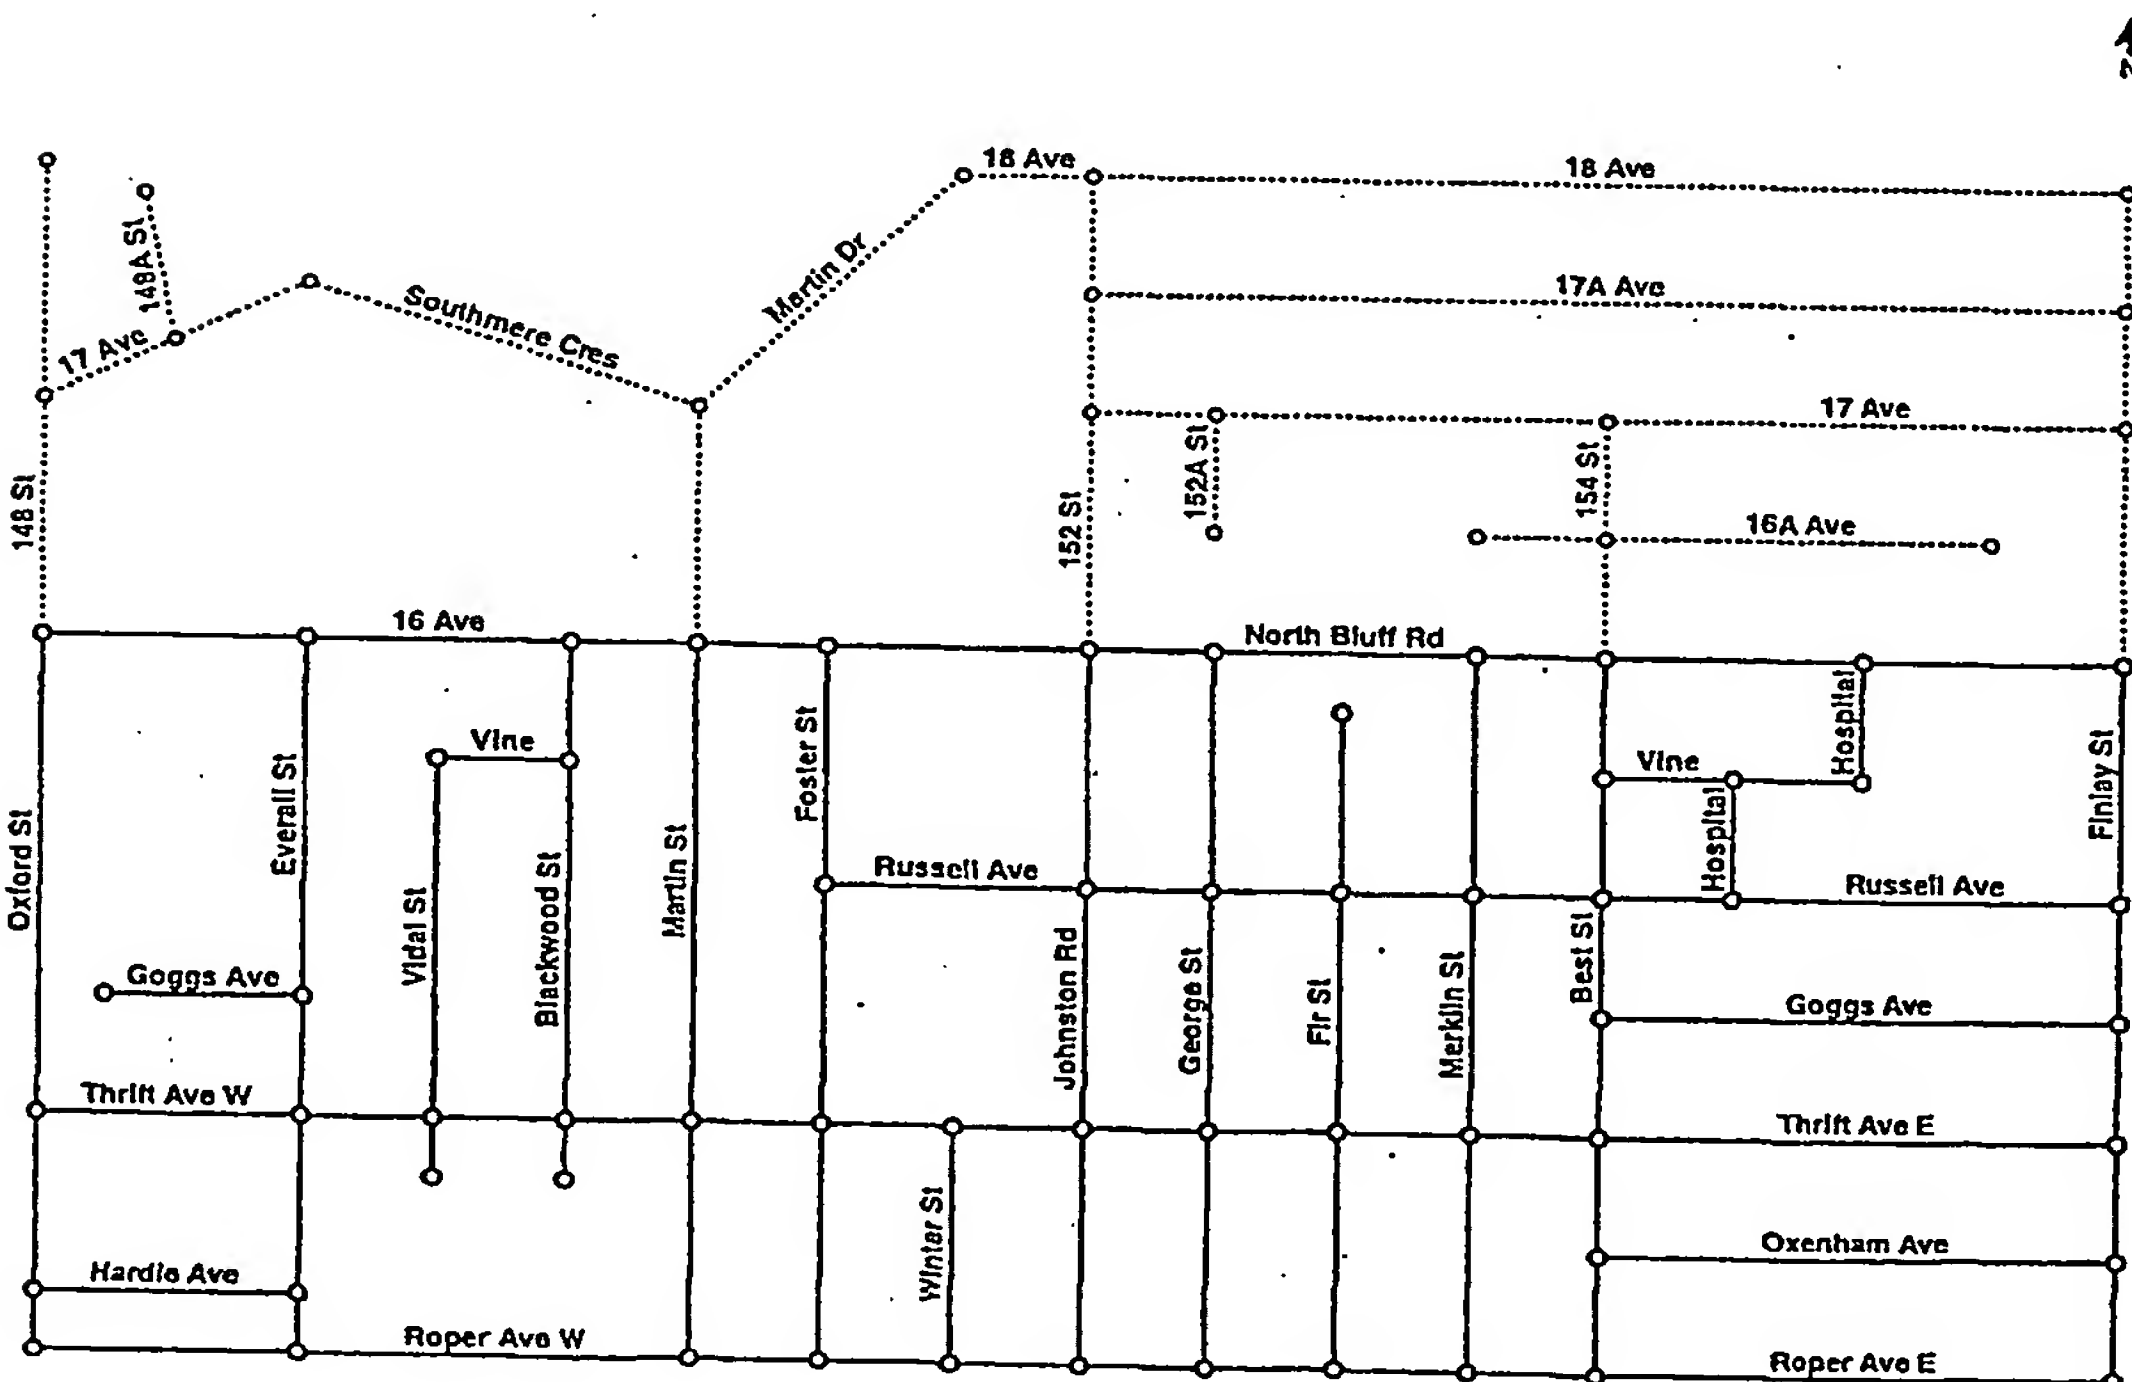 N
18 Ave
18 Ave
148A St
Martin Dr
17A Ave
Southmere Cres
17 Ave
17 Ave
148 St
152 St
152A St
154 St
16A Ave
16 Ave
North Bluff Rd
Oxford St
Everall St
Vidal St
Vine
Blackwood St
Martin St
Foster St
Russell Ave
Johnston Rd
George St
Fir St
Merklin St
Best St
Vine
Hospital
Hospital
Finlay St
Russell Ave
Goggs Ave
Goggs Ave
Thrift Ave W
Thrift Ave E
Winter St
Oxenham Ave
Hardie Ave
Roper Ave W
Roper Ave E